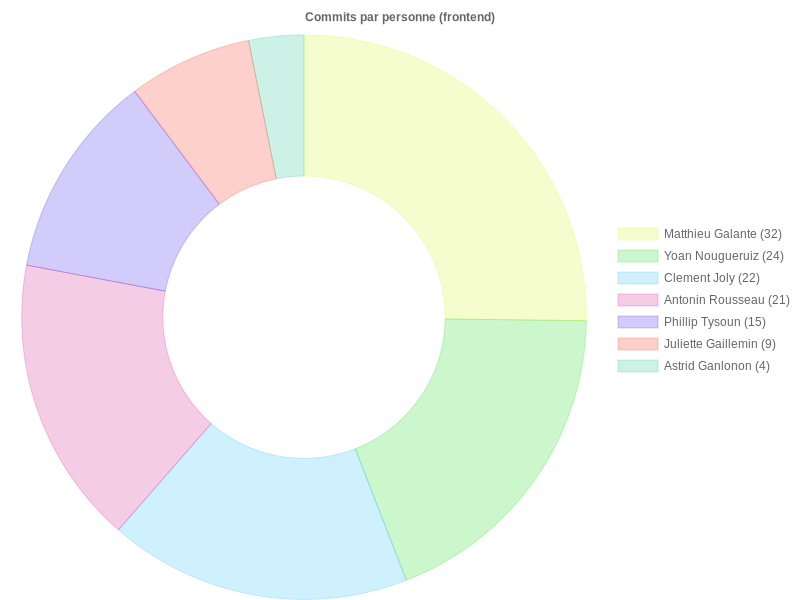 Commits par personne (frontend)
Matthieu Galante (32)
Yoan Nougueruiz (24)
Clement Joly (22)
Antonin Rousseau (21)
Phillip Tysoun (15)
Juliette Gaillemin (9)
Astrid Ganlonon (4)